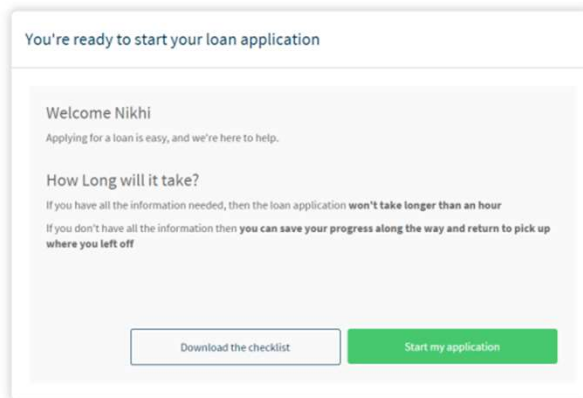 You're ready to start your loan application
Welcome Nikhi
Applying for a loan is easy, and we're here to help.
How Long will it take?
If you have all the information needed, then the loan application won't take longer than an hour
If you don't have all the information then you can save your progress along the way and return to pick up
where you left off
Download the checklist
Start my application